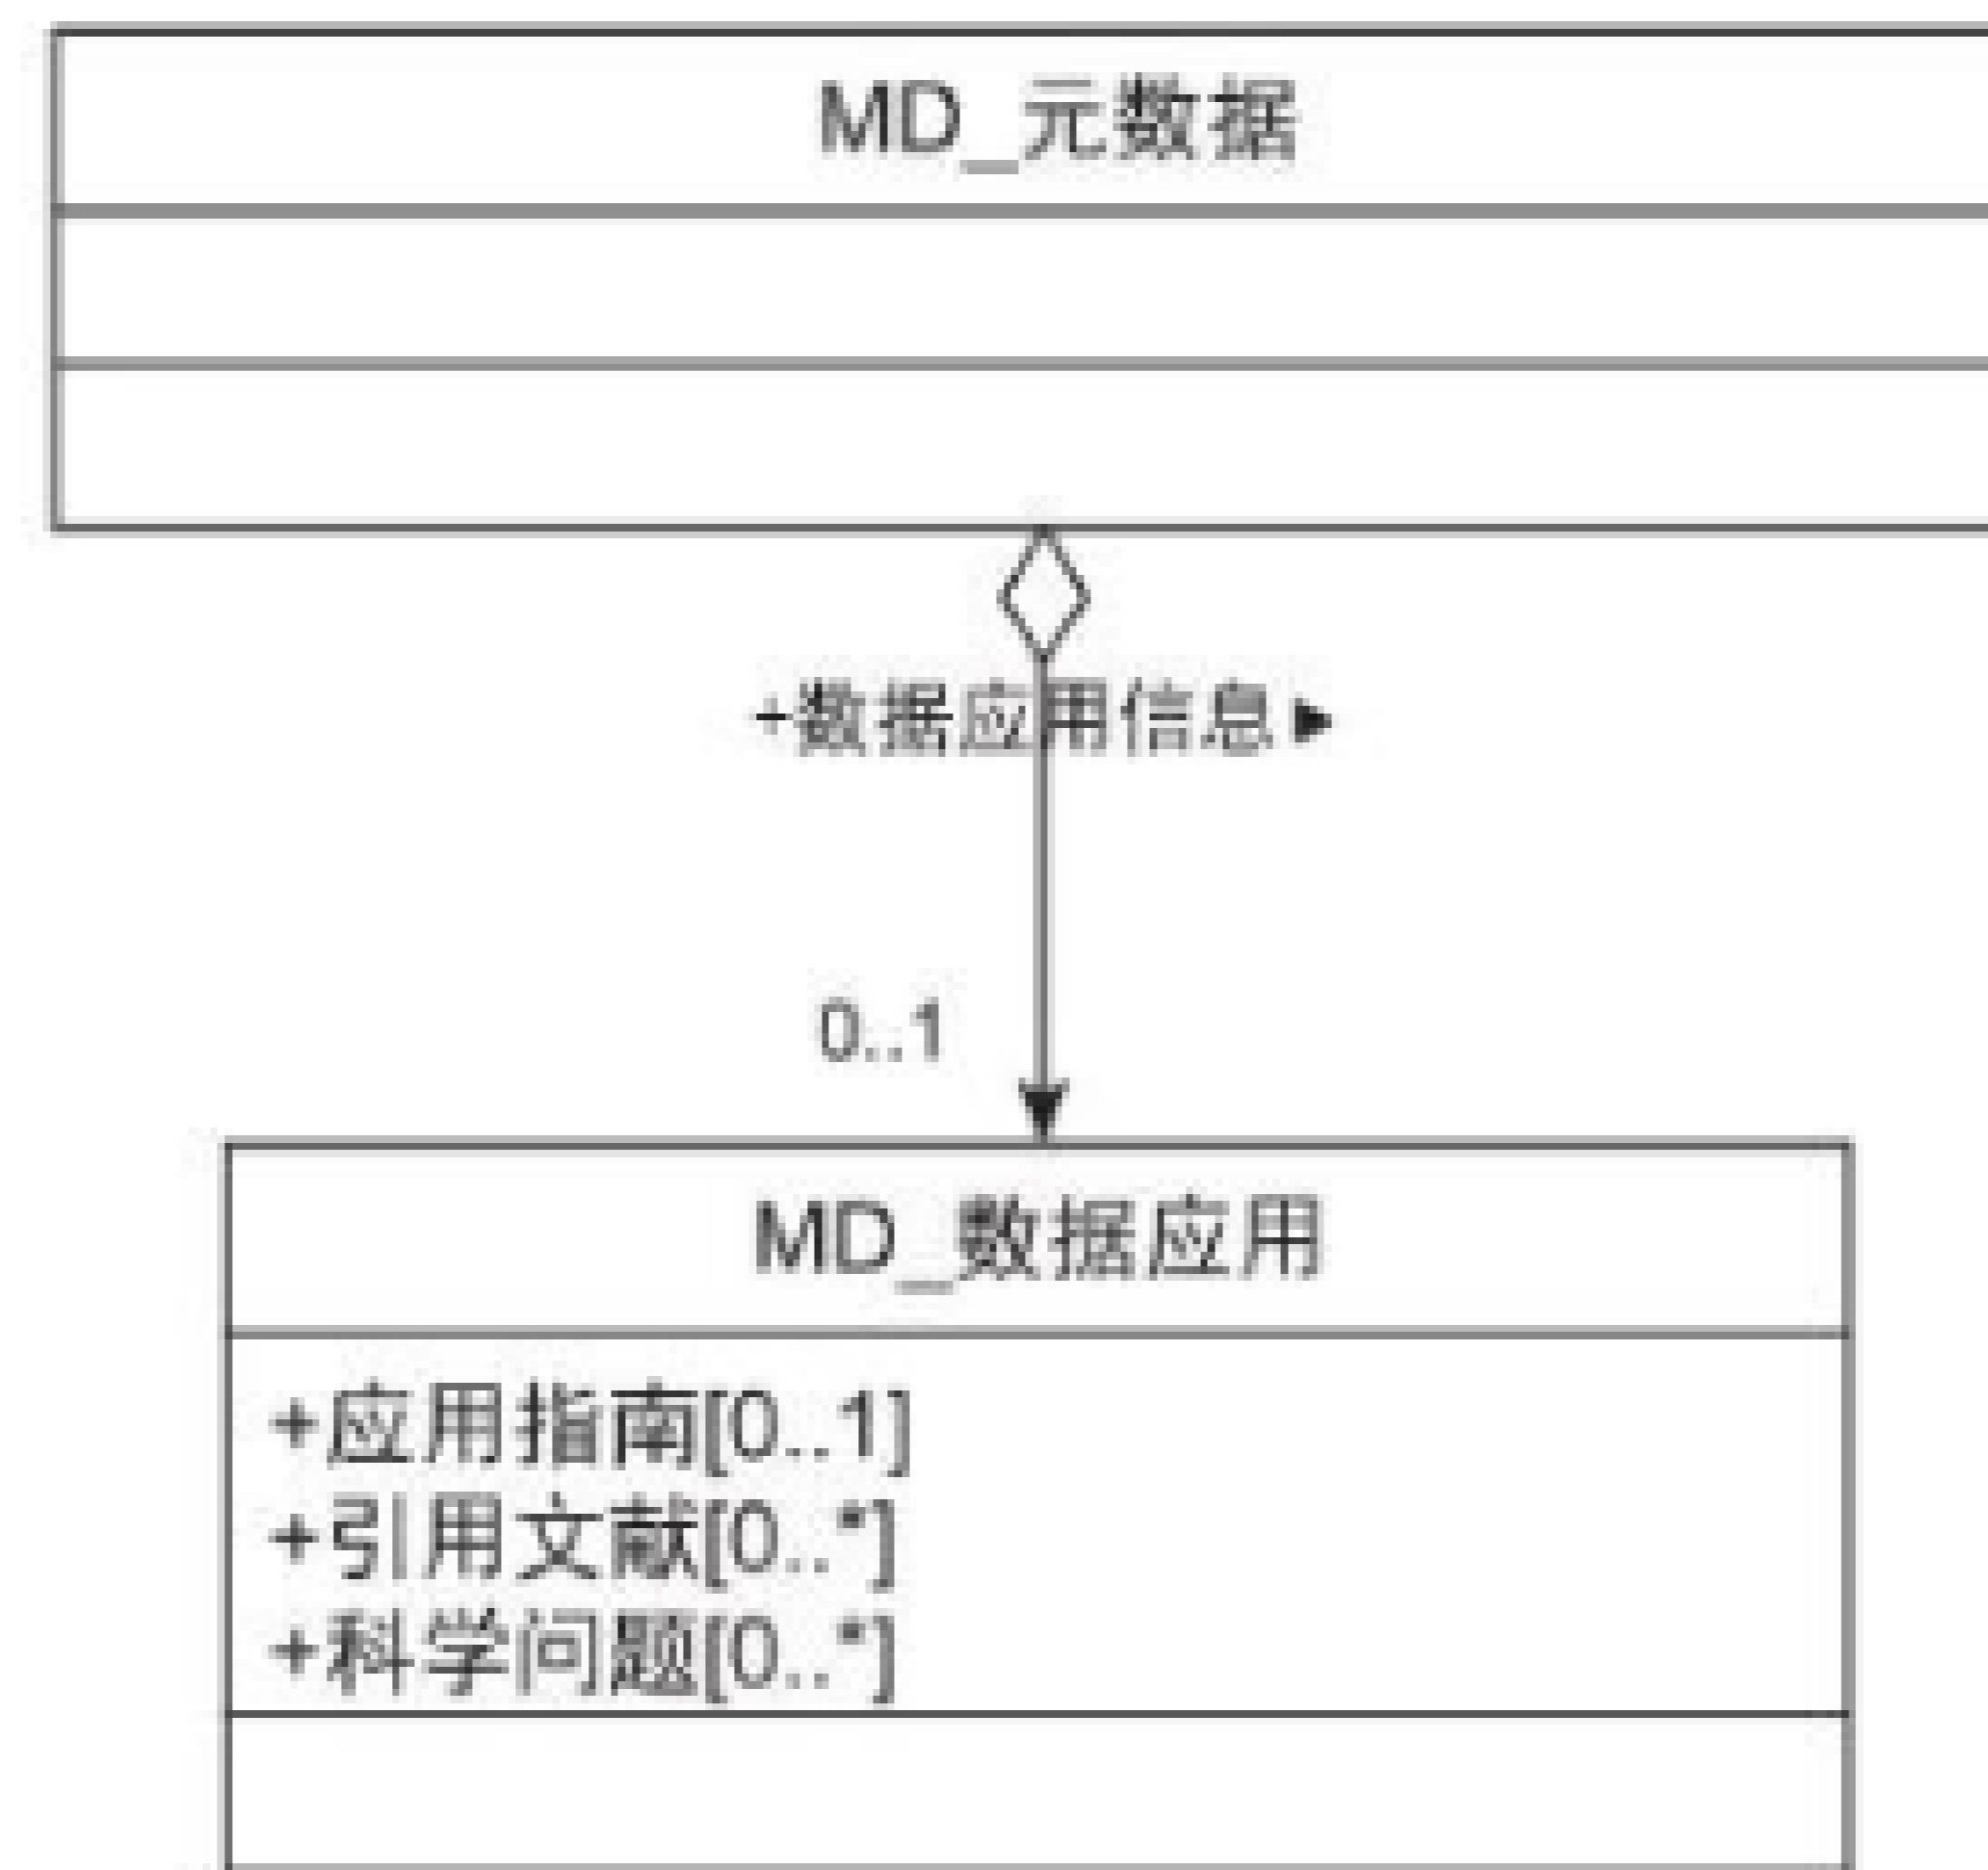 MD_元数据
+数据应用信息▶
0..1
MD_数据应用
+应用指南[0..1]
+引用文献[0..*]
+科学问题[0..*]